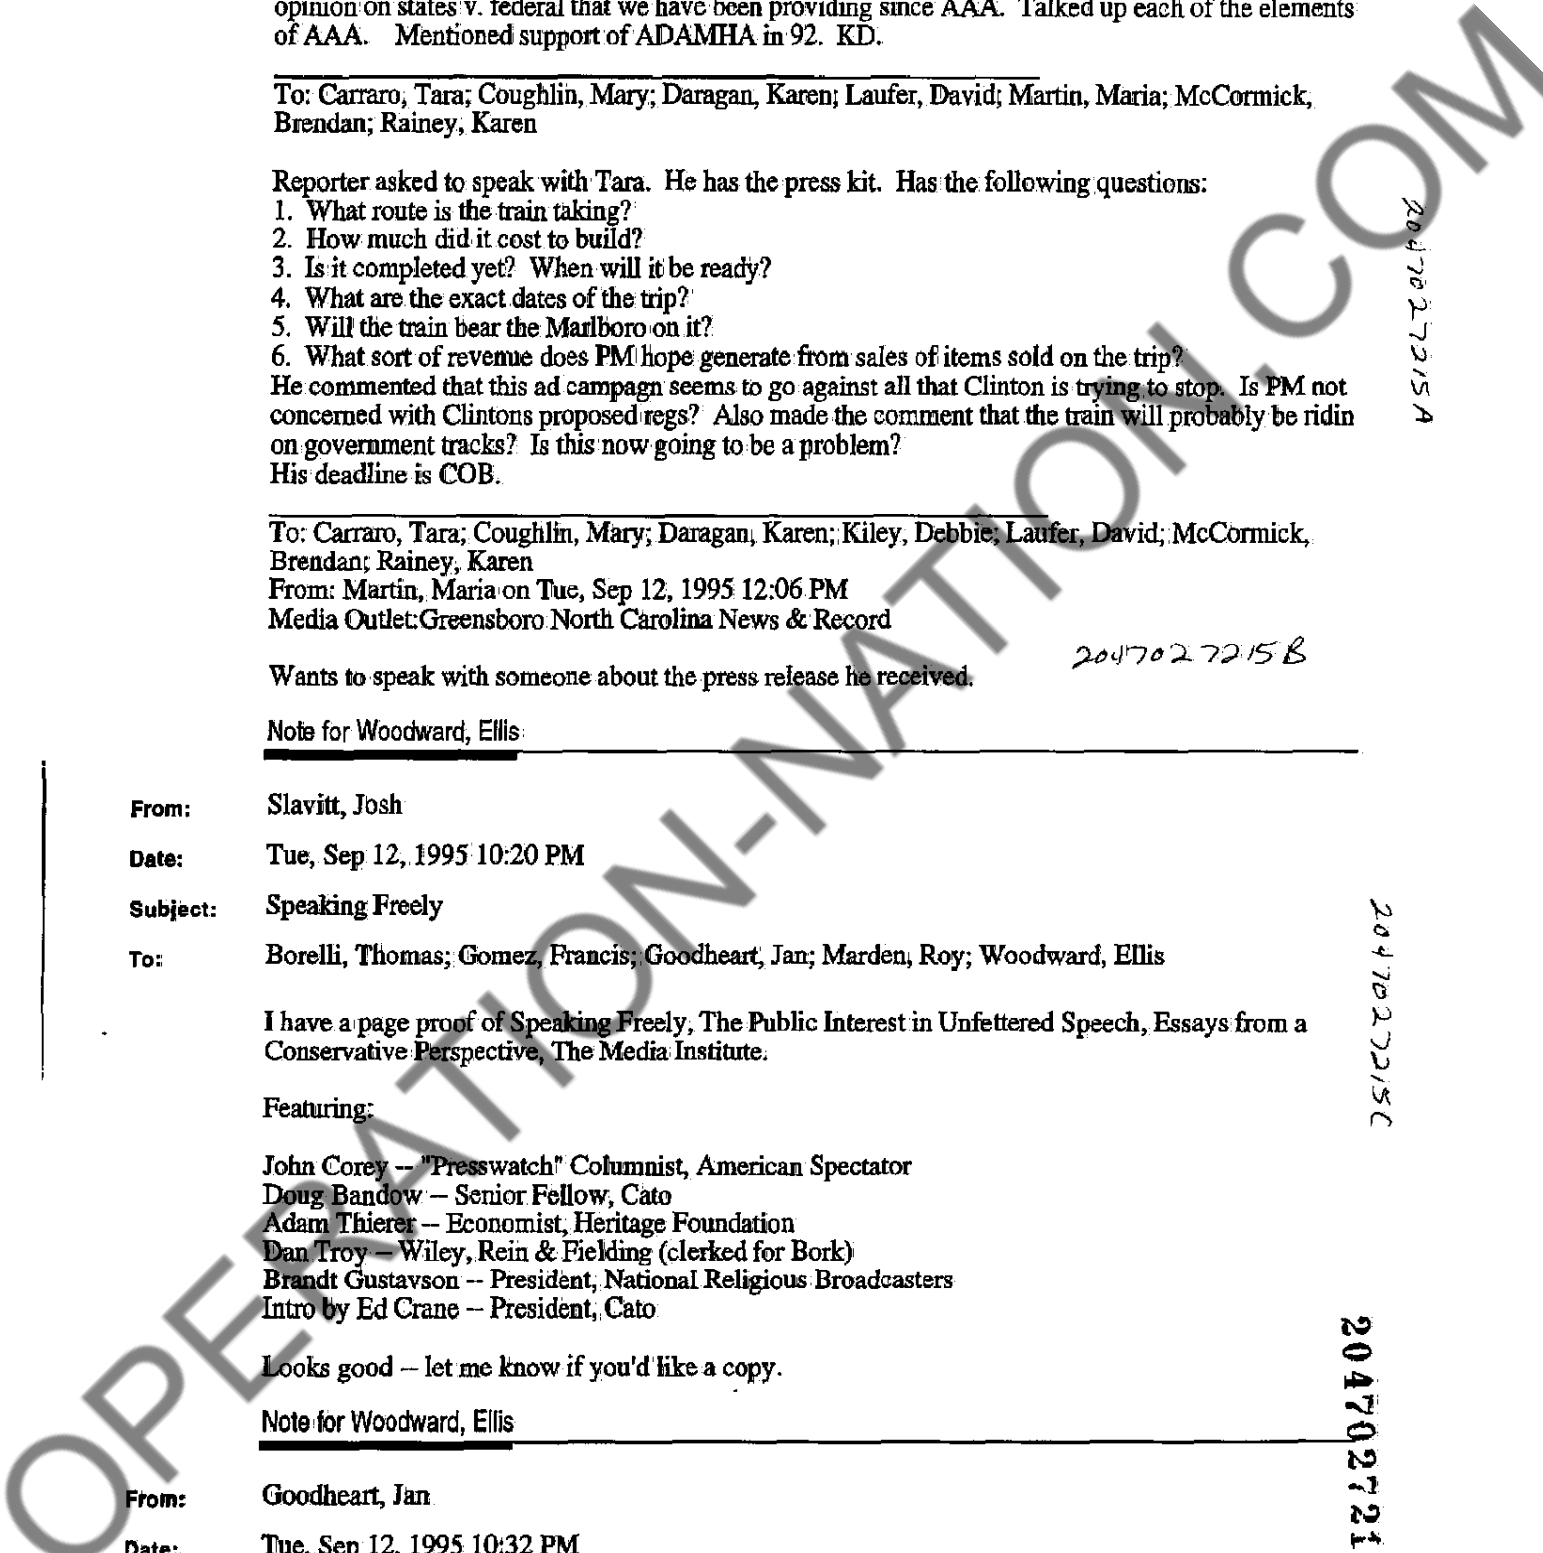 opinion on states v. federal that we have been providing since AAA. Talked up each of the elements
of AAA. Mentioned support of ADAMHA in 92. KD.
To: Carraro, Tara; Coughlin, Mary; Daragan, Karen; Laufer, David; Martin, Maria; McCormick,
Brendan; Rainey, Karen
Reporter asked to speak with Tara. He has the press kit. Has the following questions:
1. What route is the train taking?
2. How much did it cost to build?
3. Is it completed yet? When will it be ready?
4. What are the exact dates of the trip?
5. Will the train bear the Marlboro on it?
6. What sort of revenue does PM hope generate from sales of items sold on the trip?
He commented that this ad campagn seems to go against all that Clinton is trying to stop. Is PM not
concerned with Clintons proposed regs? Also made the comment that the train will probably be ridin
on government tracks? Is this now going to be a problem?
His deadline is COB.
2047027215A
To: Carraro, Tara; Coughlin, Mary; Daragan, Karen; Kiley, Debbie; Laufer, David; McCormick,
Brendan; Rainey, Karen
From: Martin, Maria on Tue, Sep 12, 1995 12:06 PM
Media Outlet:Greensboro North Carolina News & Record
2047027215B
Wants to speak with someone about the press release he received.
Note for Woodward, Ellis
From: Slavitt, Josh
Date: Tue, Sep 12, 1995 10:20 PM
Subject: Speaking Freely
To: Borelli, Thomas; Gomez, Francis; Goodheart, Jan; Marden, Roy; Woodward, Ellis
I have a page proof of Speaking Freely, The Public Interest in Unfettered Speech, Essays from a
Conservative Perspective, The Media Institute.
2047027215C
Featuring:
John Corey -- "Presswatch" Columnist, American Spectator
Doug Bandow -- Senior Fellow, Cato
Adam Thierer -- Economist, Heritage Foundation
Dan Troy -- Wiley, Rein & Fielding (clerked for Bork)
Brandt Gustavson -- President, National Religious Broadcasters
Intro by Ed Crane -- President, Cato
Looks good -- let me know if you'd like a copy.
Note for Woodward, Ellis
From: Goodheart, Jan
Date: Tue, Sep 12, 1995 10:32 PM
204702721
OPERATION-NATION.COM